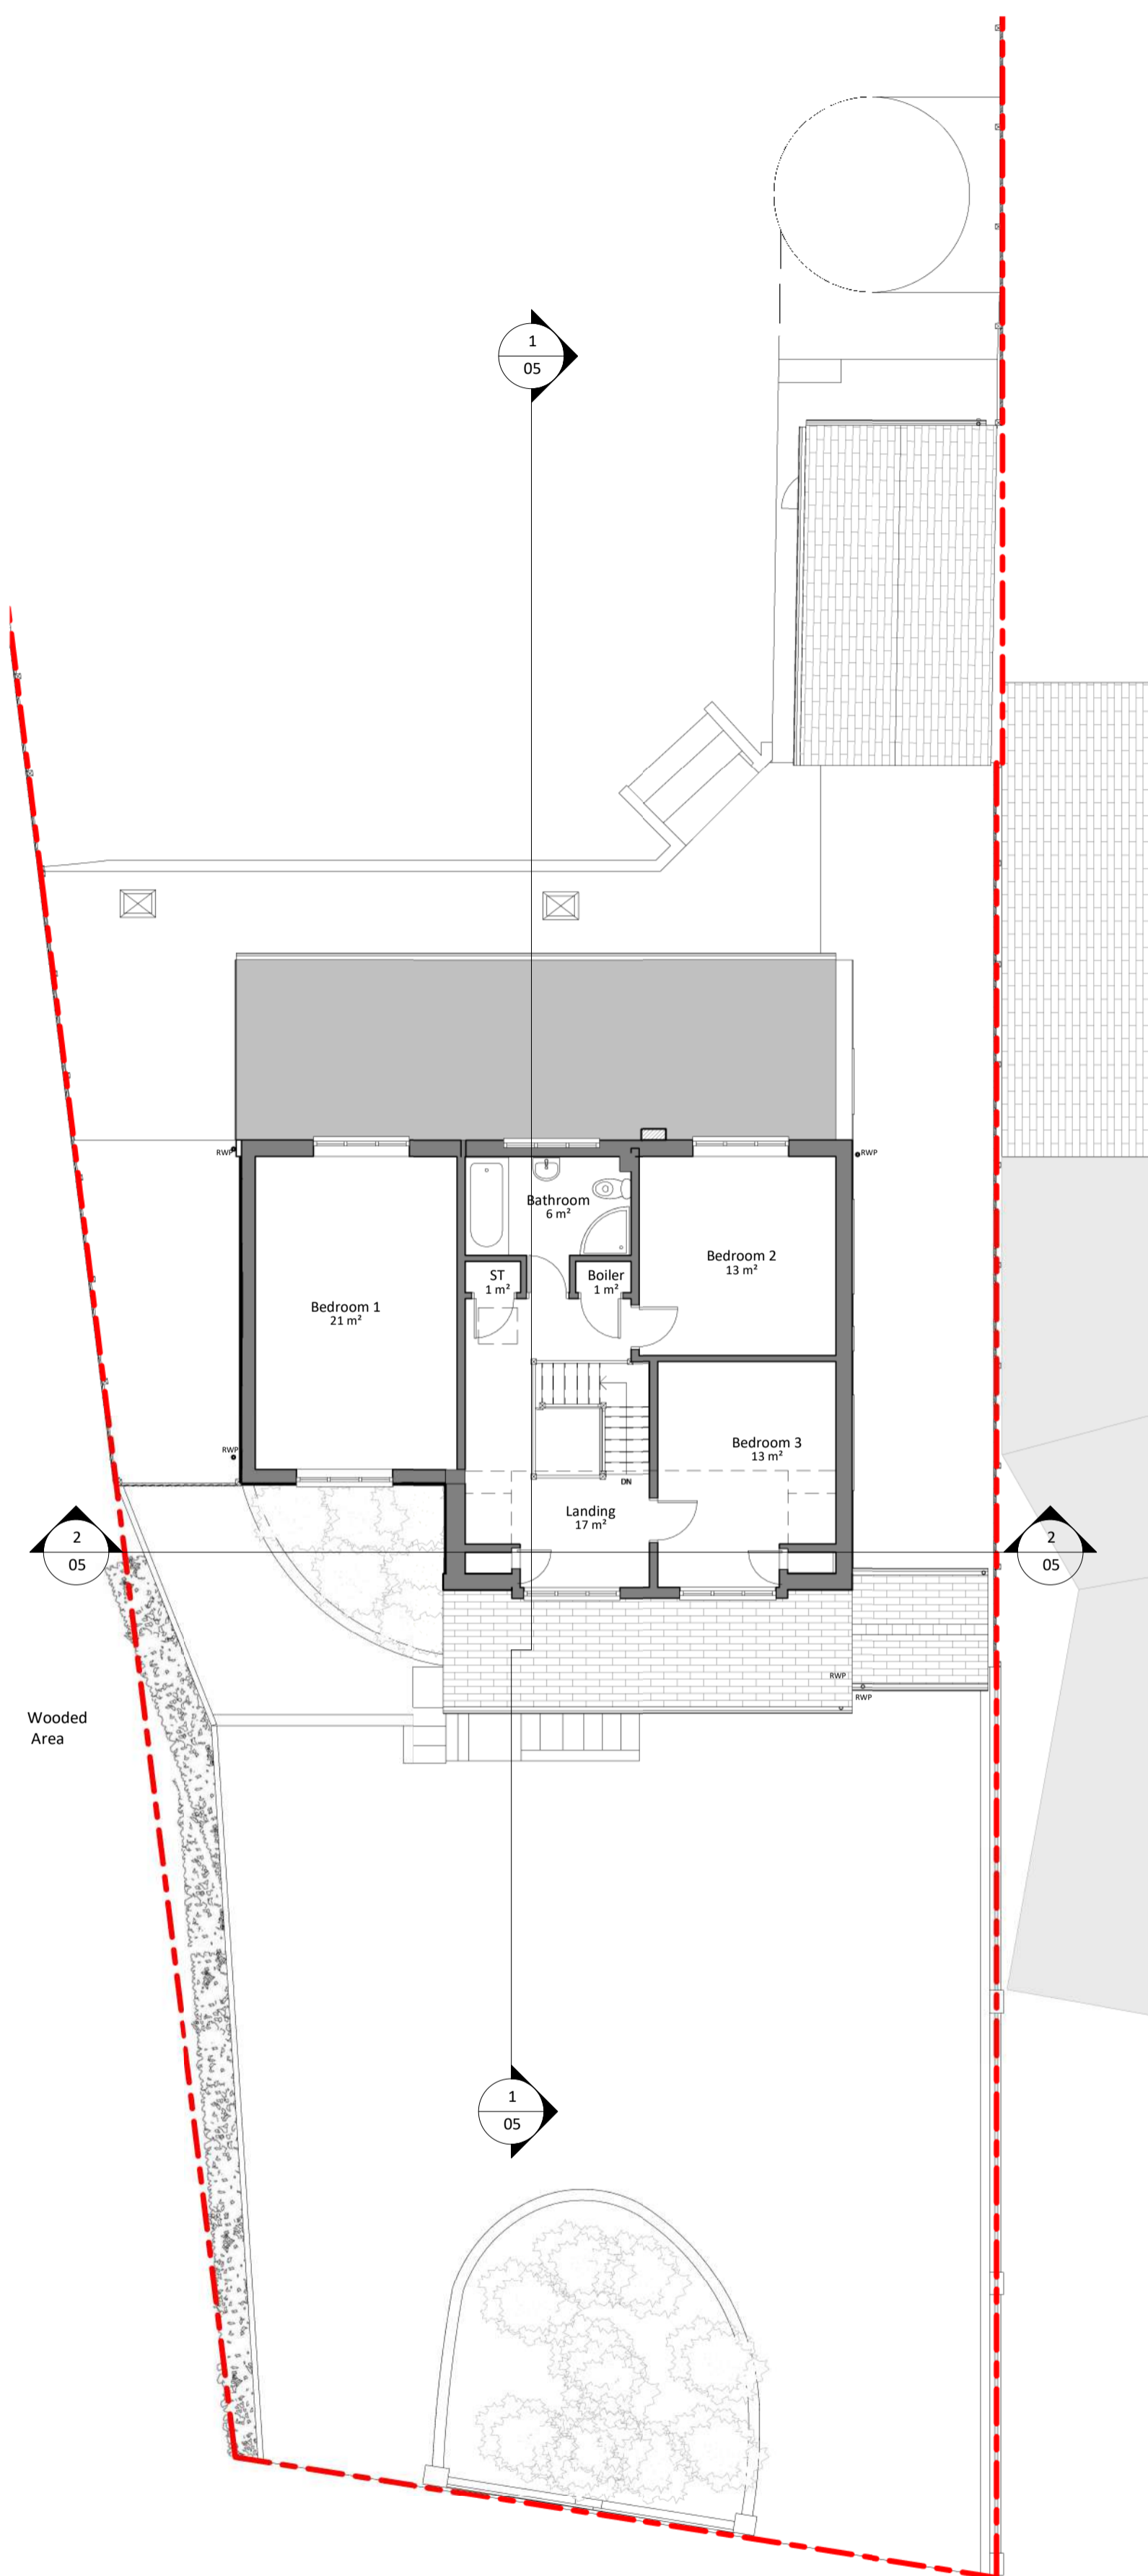 1
05
RWP
RWP
Bathroom
6 m²
Bedroom 2
13 m²
ST
1 m²
Boiler
1 m²
Bedroom 1
21 m²
RWP
Bedroom 3
13 m²
DN
Landing
17 m²
2
05
2
05
RWP
RWP
Wooded
Area
1
05